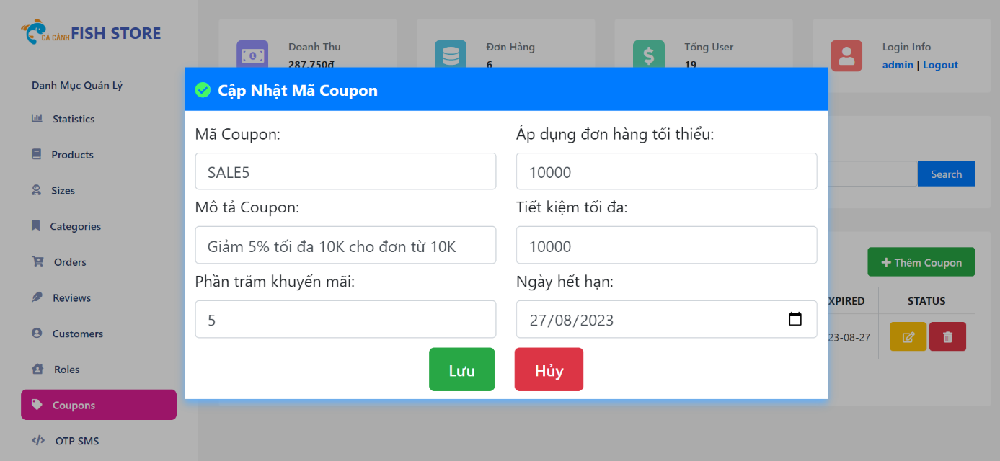 CA CẢNH FISH STORE
Danh Mục Quản Lý
Statistics
Products
Sizes
Categories
Orders
Reviews
Customers
Roles
Coupons
OTP SMS
Doanh Thu
287.750đ
Đơn Hàng
6
Tổng User
19
Login Info
admin | Logout
Cập Nhật Mã Coupon
Mã Coupon:
SALE5
Áp dụng đơn hàng tối thiểu:
10000
Mô tả Coupon:
Giảm 5% tối đa 10K cho đơn từ 10K
Tiết kiệm tối đa:
10000
Phần trăm khuyến mãi:
5
Ngày hết hạn:
27/08/2023
Lưu
Hủy
Search
Thêm Coupon
XPIRED
STATUS
23-08-27